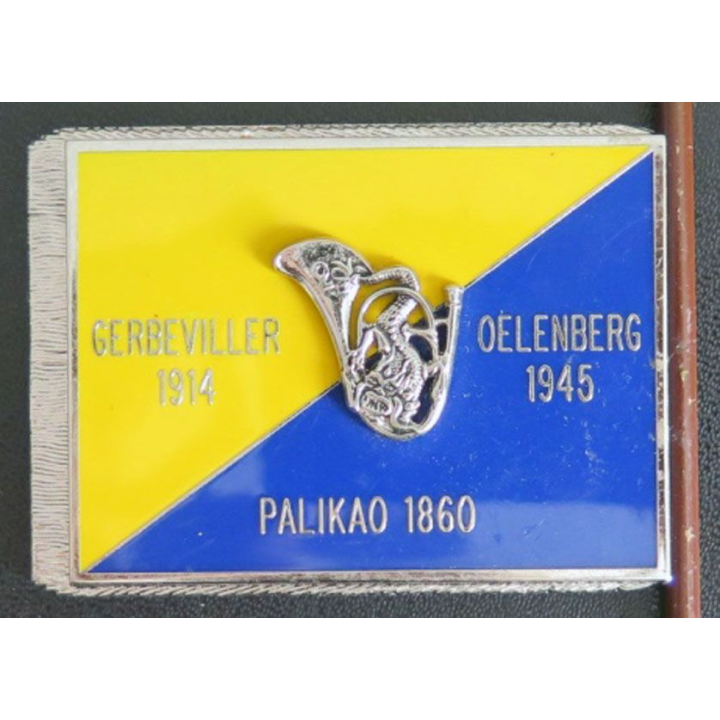 GERBEVILLER
1914
OELENBERG
1945
PALIKAO 1860